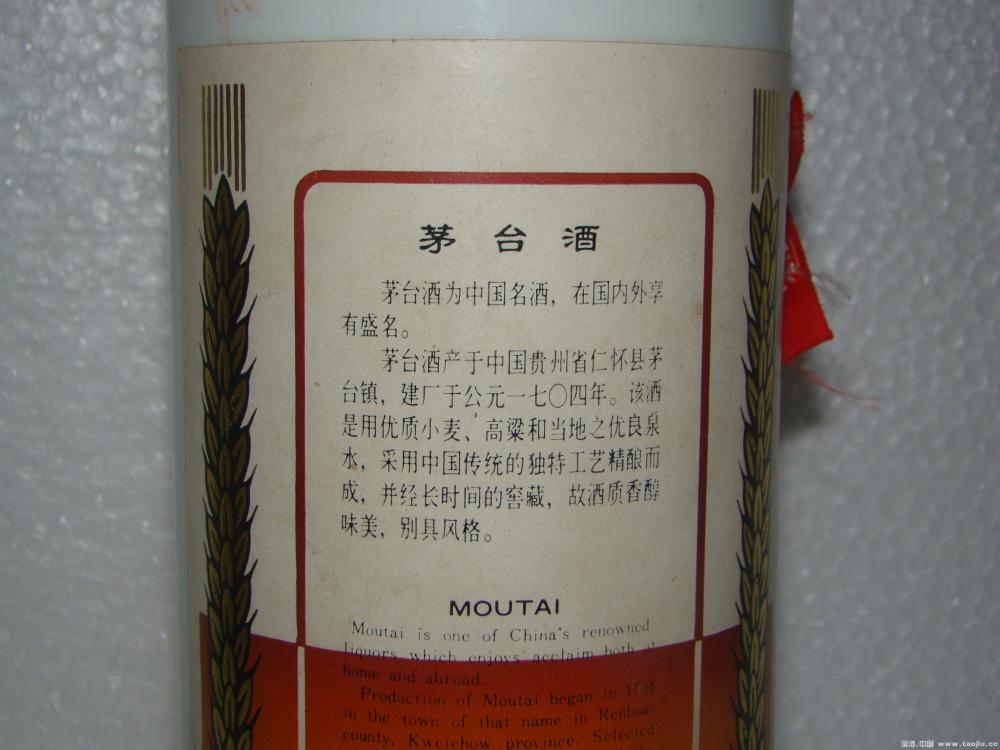 茅台酒
茅台酒为中国名酒，在国内外享
有盛名。
茅台酒产于中国贵州省仁怀县茅
台镇，建厂于公元一七〇四年。该酒
是用优质小麦、高粱和当地之优良泉
水，采用中国传统的独特工艺精酿而
成，并经长时间的窖藏，故酒质香醇
味美，别具风格。
MOUTAI
Moutai is one of China's renowned
liquors which enjoys acclaim both at
home and abroad.
Production of Moutai began in 1704
in the town of that name in Renhuai
county, Kweichow province. Selected
淘酒.中国 www.taojiu.cc